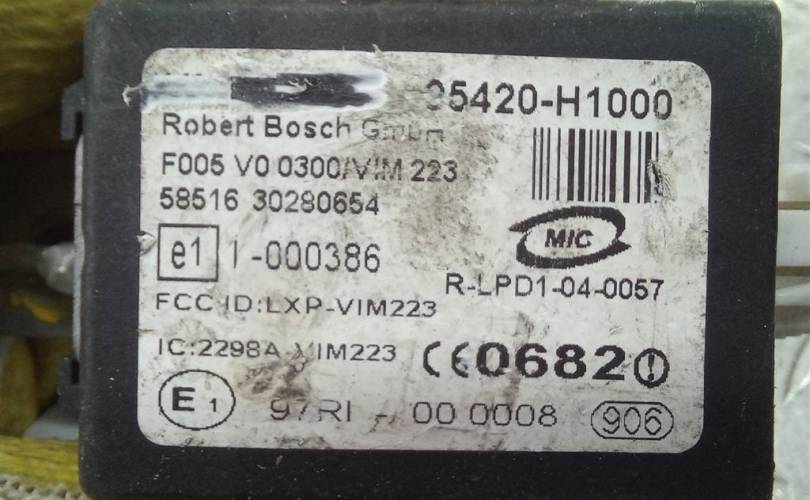 95420-H1000
Robert Bosch GmbH
F005 V0 0300/VIM 223
58516 30280654
MIC
e1 1-000386
R-LPD1-04-0057
FCC ID:LXP-VIM223
IC:2298A-VIM223
CE0682
E1 97RI - 00 0008 906